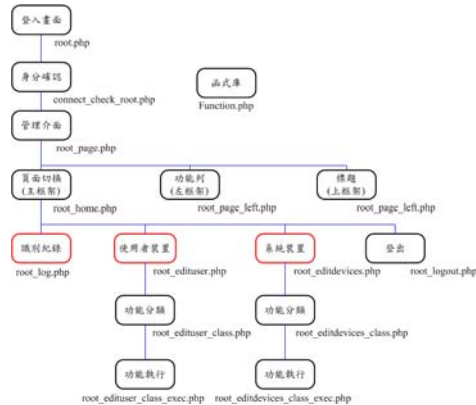 登入畫面
root.php
身分確認
函式庫
connect_check_root.php
Function.php
管理介面
root_page.php
頁面切換
(主框架)
功能列
(左框架)
標題
(上框架)
root_home.php
root_page_left.php
root_page_left.php
識別紀錄
使用者裝置
系統裝置
登出
root_log.php
root_edituser.php
root_editdevices.php
root_logout.php
功能分類
功能分類
root_edituser_class.php
root_editdevices_class.php
功能執行
功能執行
root_edituser_class_exec.php
root_editdevices_class_exec.php